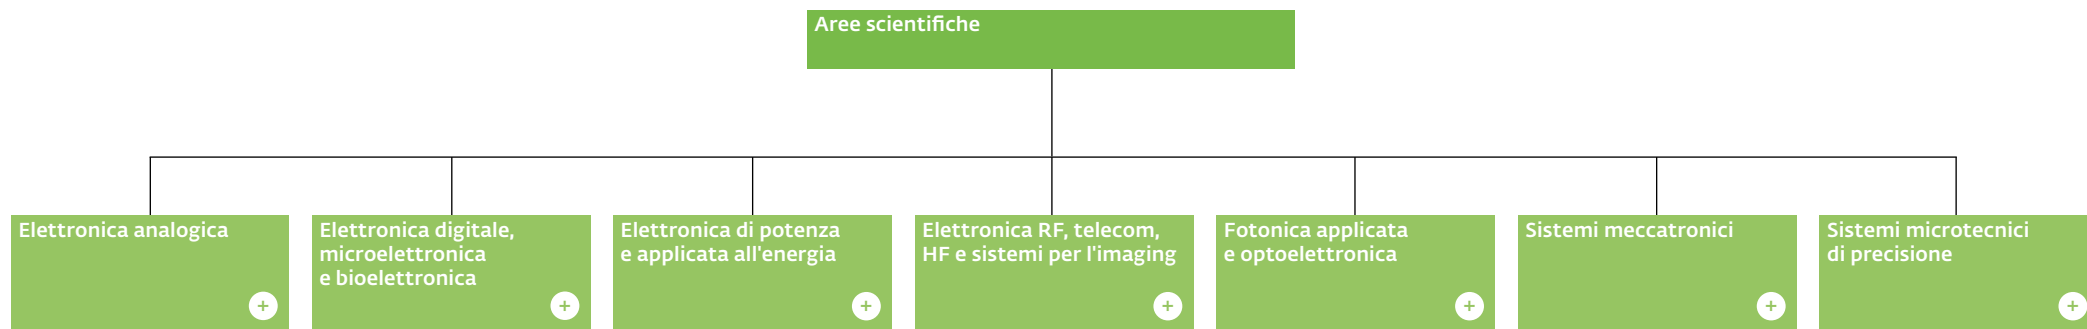 Aree scientifiche
Elettronica analogica
Elettronica digitale,
microelettronica
e bioelettronica
Elettronica di potenza
e applicata all'energia
Elettronica RF, telecom,
HF e sistemi per l'imaging
Fotonica applicata
e optoelettronica
Sistemi meccatronici
Sistemi microtecnici
di precisione